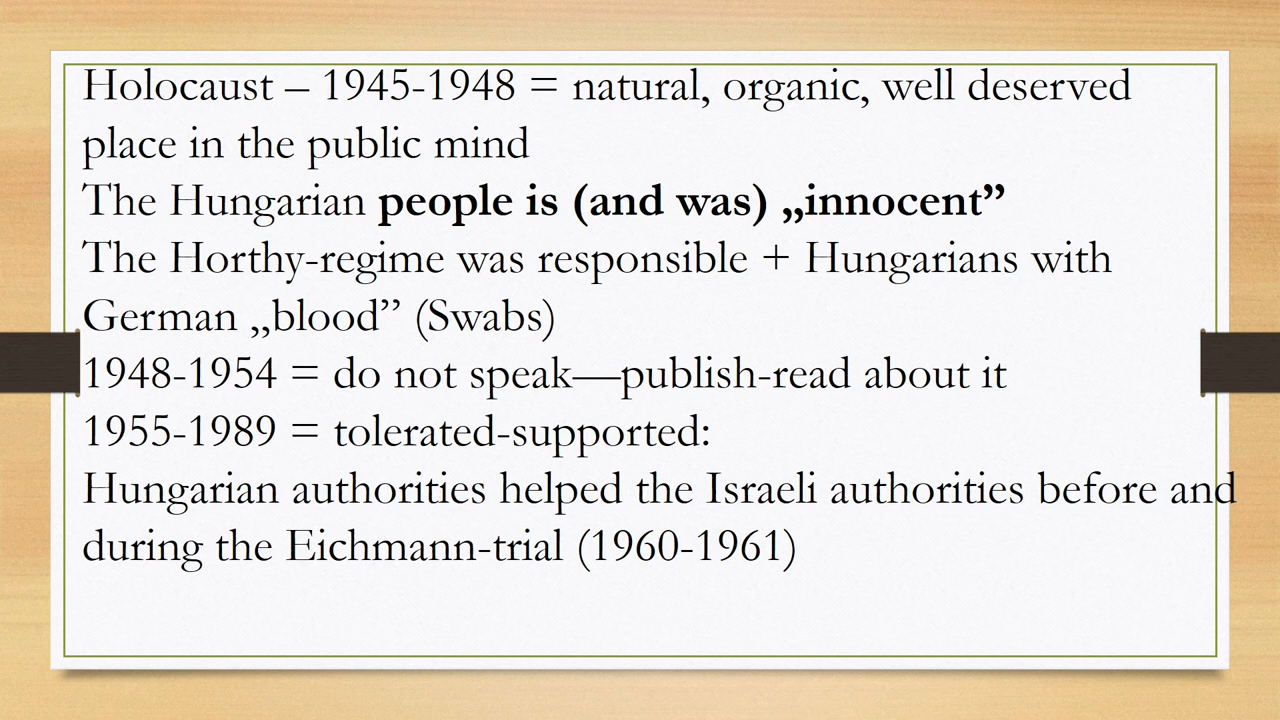 Holocaust – 1945-1948 = natural, organic, well deserved
place in the public mind
The Hungarian people is (and was) „innocent”
The Horthy-regime was responsible + Hungarians with
German „blood” (Swabs)
1948-1954 = do not speak—publish-read about it
1955-1989 = tolerated-supported:
Hungarian authorities helped the Israeli authorities before and
during the Eichmann-trial (1960-1961)